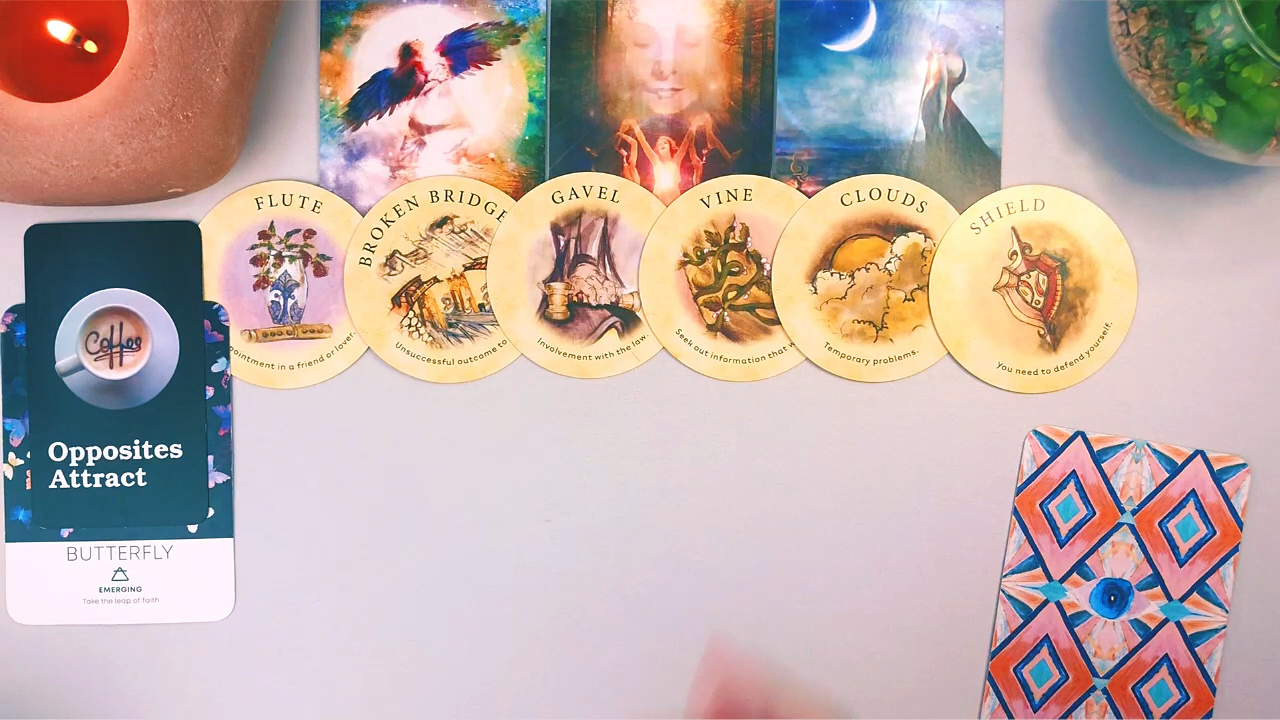 FLUTE
BROKEN BRIDGE
GAVEL
VINE
CLOUDS
SHIELD
in a friend or lover.
Unsuccessful outcome to
Involvement with the law.
Seek out information that
Temporary problems.
You need to defend yourself.
Coffee
Opposites
Attract
BUTTERFLY
EMERGING
Take the leap of faith